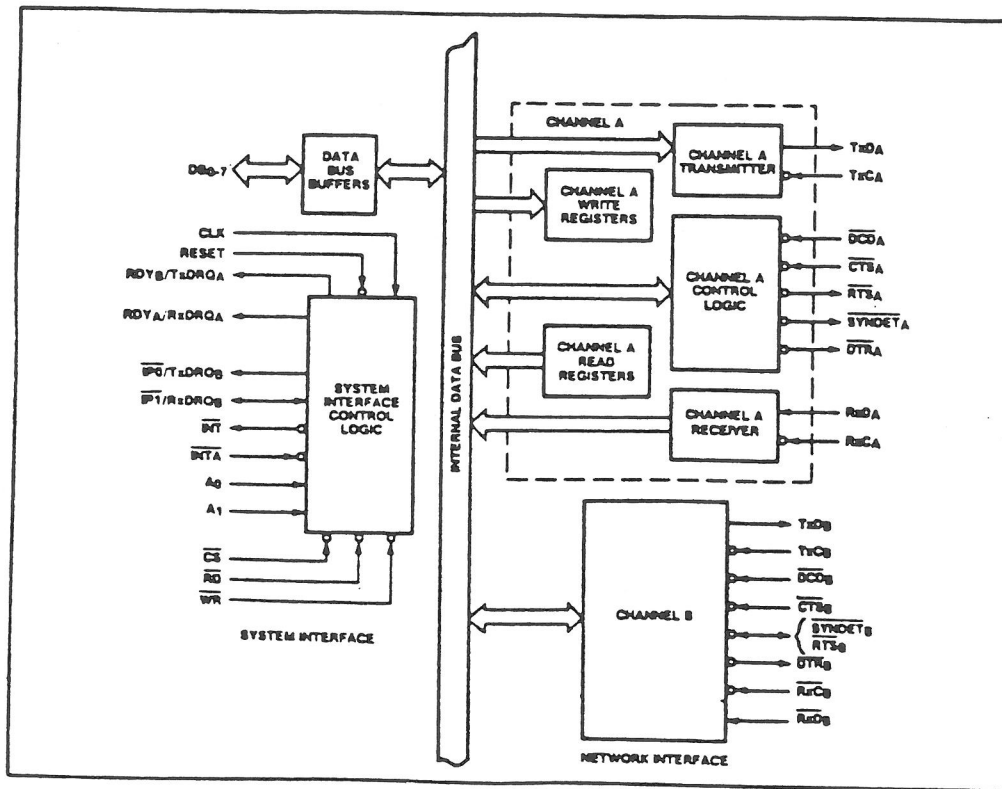 DB0-7
DATA
BUS
BUFFERS
CLK
RESET
RDYB/TxDRQA
RDYA/RxDRQA
IP0/TxDRQB
IP1/RxDRQB
INT
INTA
A0
A1
CS
RD
WR
SYSTEM
INTERFACE
CONTROL
LOGIC
SYSTEM INTERFACE
INTERNAL DATA BUS
CHANNEL A
CHANNEL A
TRANSMITTER
CHANNEL A
WRITE
REGISTERS
CHANNEL A
CONTROL
LOGIC
CHANNEL A
READ
REGISTERS
CHANNEL A
RECEIVER
TxDA
TxCA
DCDA
CTSA
RTSA
SYNDETA
DTRA
RxDA
RxCA
CHANNEL B
TxDB
TxCB
DCDB
CTSB
SYNDETB
RTSB
DTRB
RxCB
RxDB
NETWORK INTERFACE